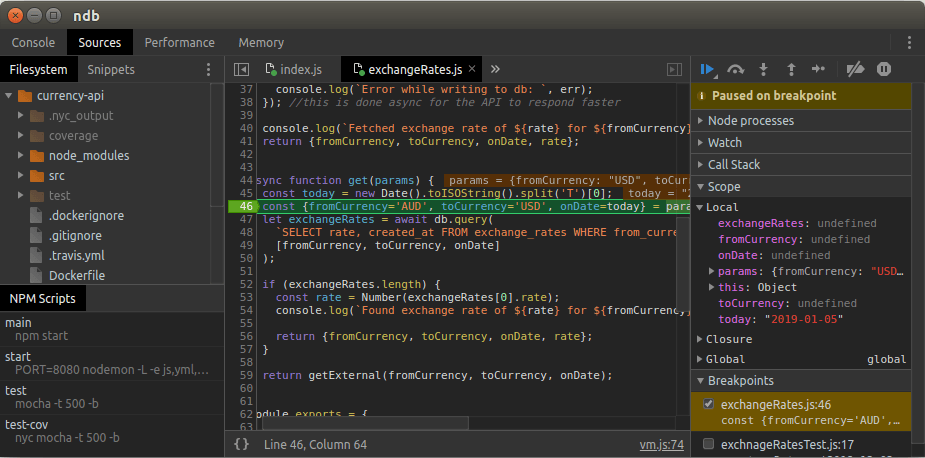 ndb
Console Sources Performance Memory
Filesystem Snippets
currency-api
.nyc_output
coverage
node_modules
src
test
.dockerignore
.gitignore
.travis.yml
Dockerfile
NPM Scripts
main
npm start
start
PORT=8080 nodemon -L -e js,yml,…
test
mocha -t 500 -b
test-cov
nyc mocha -t 500 -b
index.js exchangeRates.js × »
37 console.log(`Error while writing to db: `, err);
38 }); //this is done async for the API to respond faster
39
40 console.log(`Fetched exchange rate of ${rate} for ${fromCurrency}
41 return {fromCurrency, toCurrency, onDate, rate};
42
43
44 sync function get(params) { params = {fromCurrency: "USD", toCurr
45 const today = new Date().toISOString().split('T')[0]; today = "2
46 const {fromCurrency='AUD', toCurrency='USD', onDate=today} = para
47 let exchangeRates = await db.query(
48 `SELECT rate, created_at FROM exchange_rates WHERE from_curre
49 [fromCurrency, toCurrency, onDate]
50 );
51
52 if (exchangeRates.length) {
53 const rate = Number(exchangeRates[0].rate);
54 console.log(`Found exchange rate of ${rate} for ${fromCurrency}
55
56 return {fromCurrency, toCurrency, onDate, rate};
57 }
58
59 return getExternal(fromCurrency, toCurrency, onDate);
60
61
62 odule.exports = {
63
{} Line 46, Column 64 vm.js:74
Paused on breakpoint
Node processes
Watch
Call Stack
Scope
Local
exchangeRates: undefined
fromCurrency: undefined
onDate: undefined
params: {fromCurrency: "USD…
this: Object
toCurrency: undefined
today: "2019-01-05"
Closure
Global global
Breakpoints
exchangeRates.js:46
const {fromCurrency='AUD',…
exchnageRatesTest.js:17